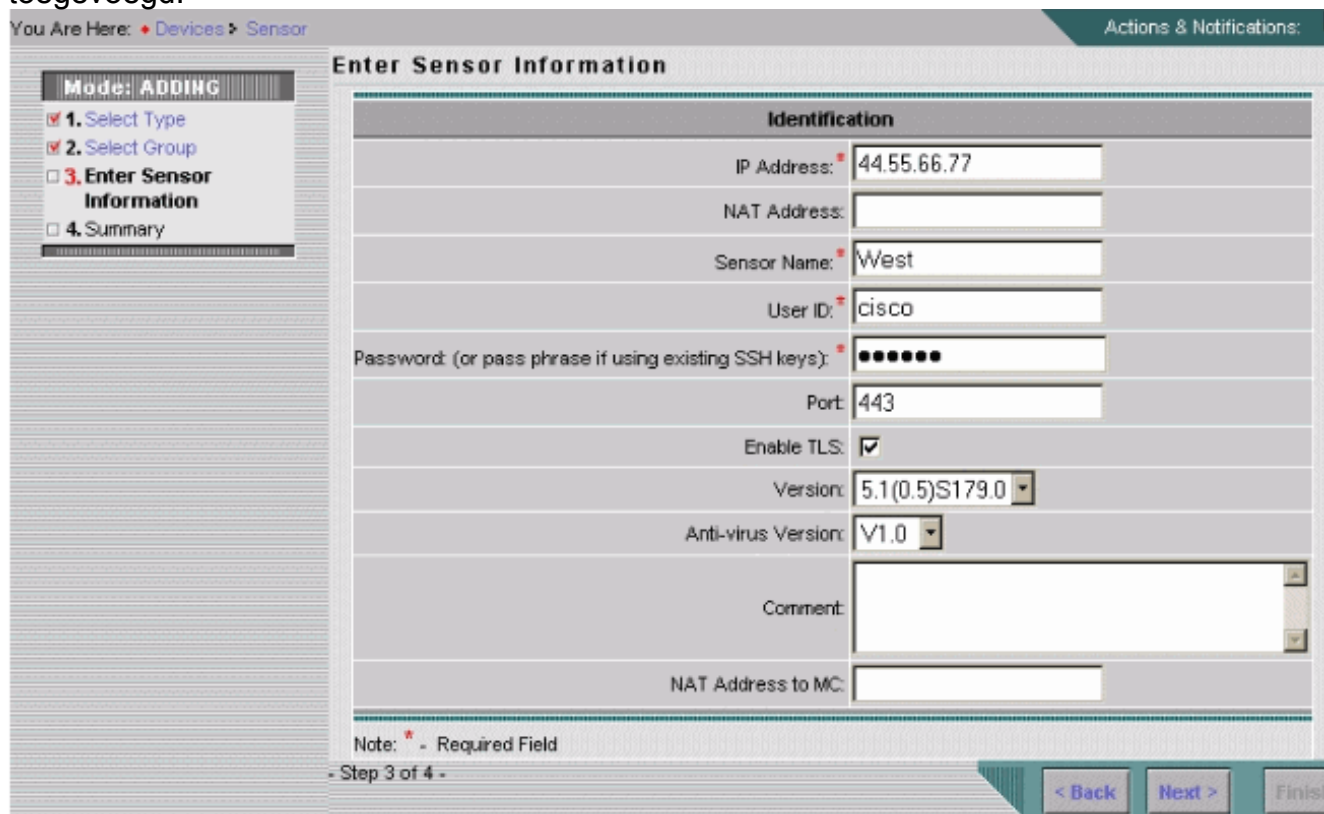 You Are Here: Devices Sensor
Actions & Notifications:
Mode: ADDING
1. Select Type
2. Select Group
3. Enter Sensor
Information
4. Summary
Enter Sensor Information
Identification
IP Address:* 44.55.66.77
NAT Address:
Sensor Name:* West
User ID:* cisco
Password: (or pass phrase if using existing SSH keys): * ●●●●●●
Port: 443
Enable TLS:
Version: 5.1(0.5)S179.0
Anti-virus Version: V1.0
Comment:
NAT Address to MC:
Note: * - Required Field
- Step 3 of 4 -
< Back
Next >